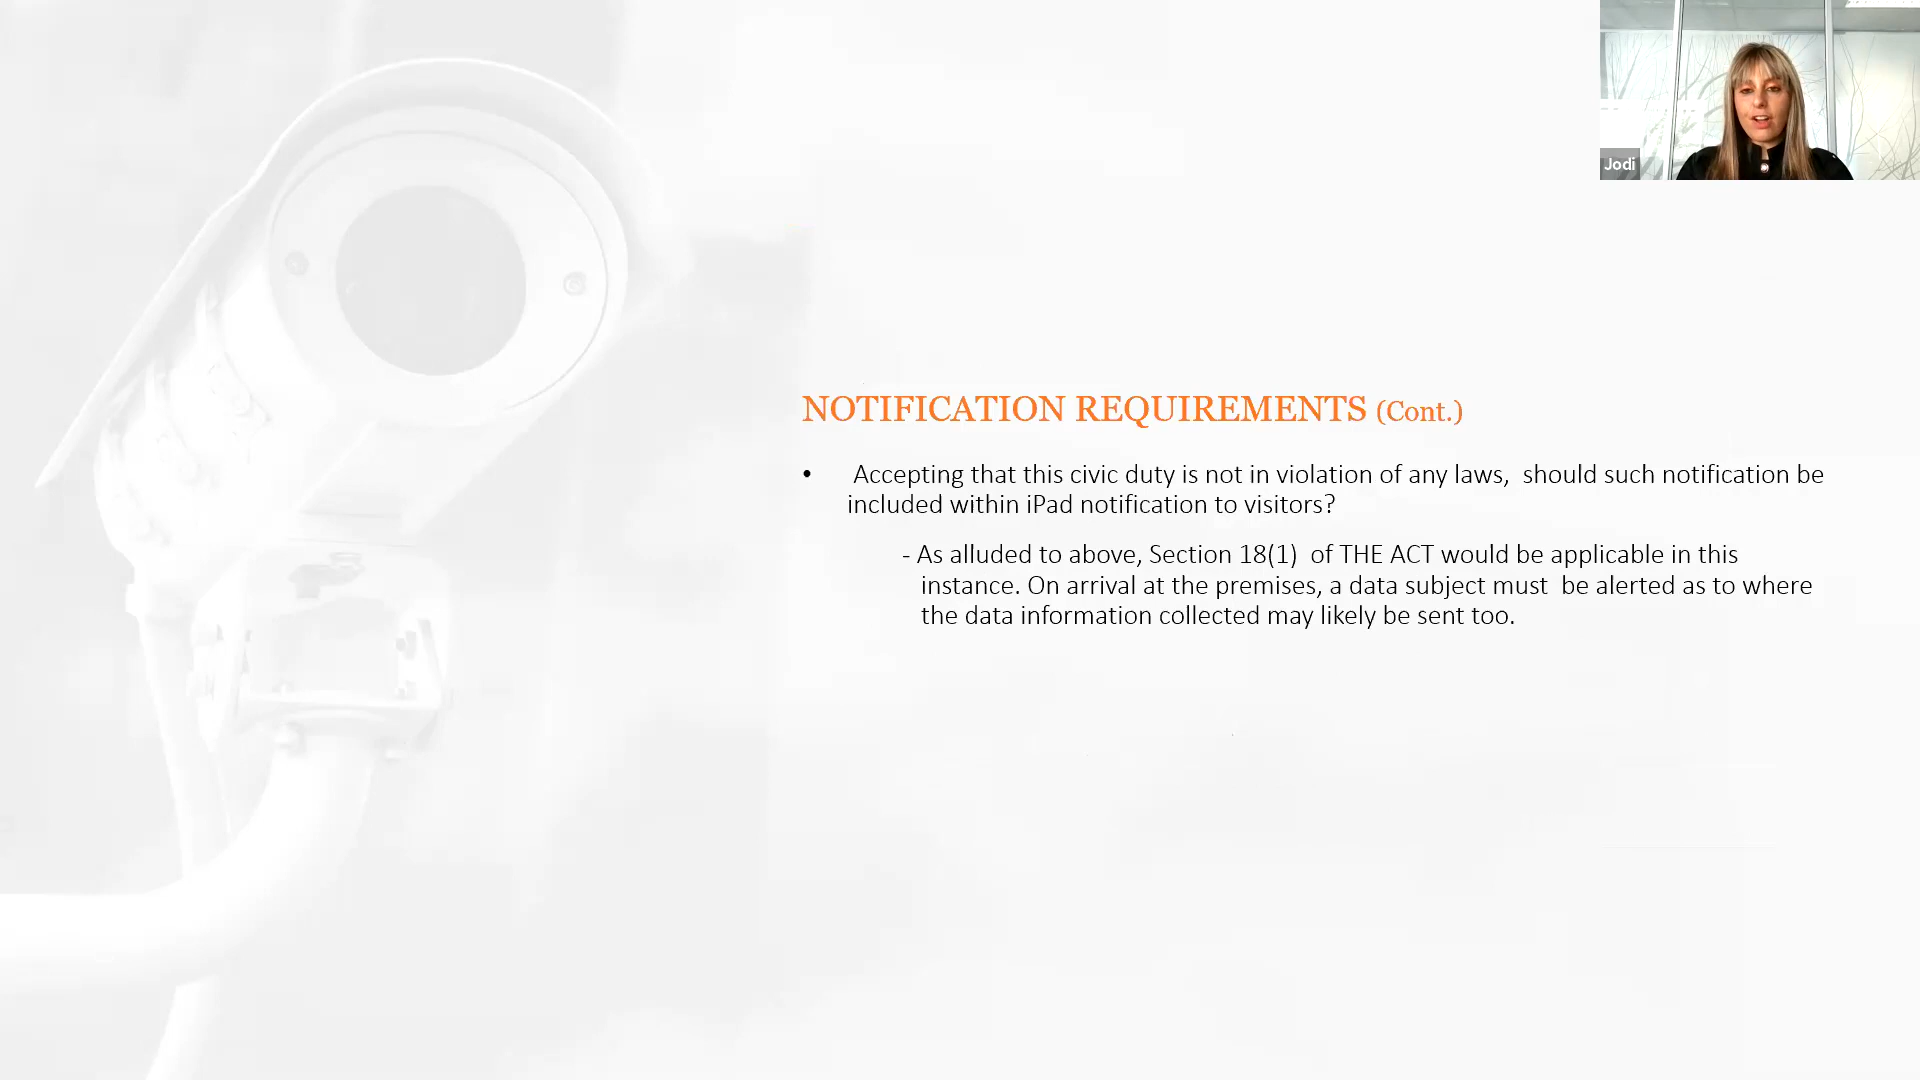 Jodi
NOTIFICATION REQUIREMENTS (Cont.)
• Accepting that this civic duty is not in violation of any laws, should such notification be
included within iPad notification to visitors?
- As alluded to above, Section 18(1) of THE ACT would be applicable in this
instance. On arrival at the premises, a data subject must be alerted as to where
the data information collected may likely be sent too.